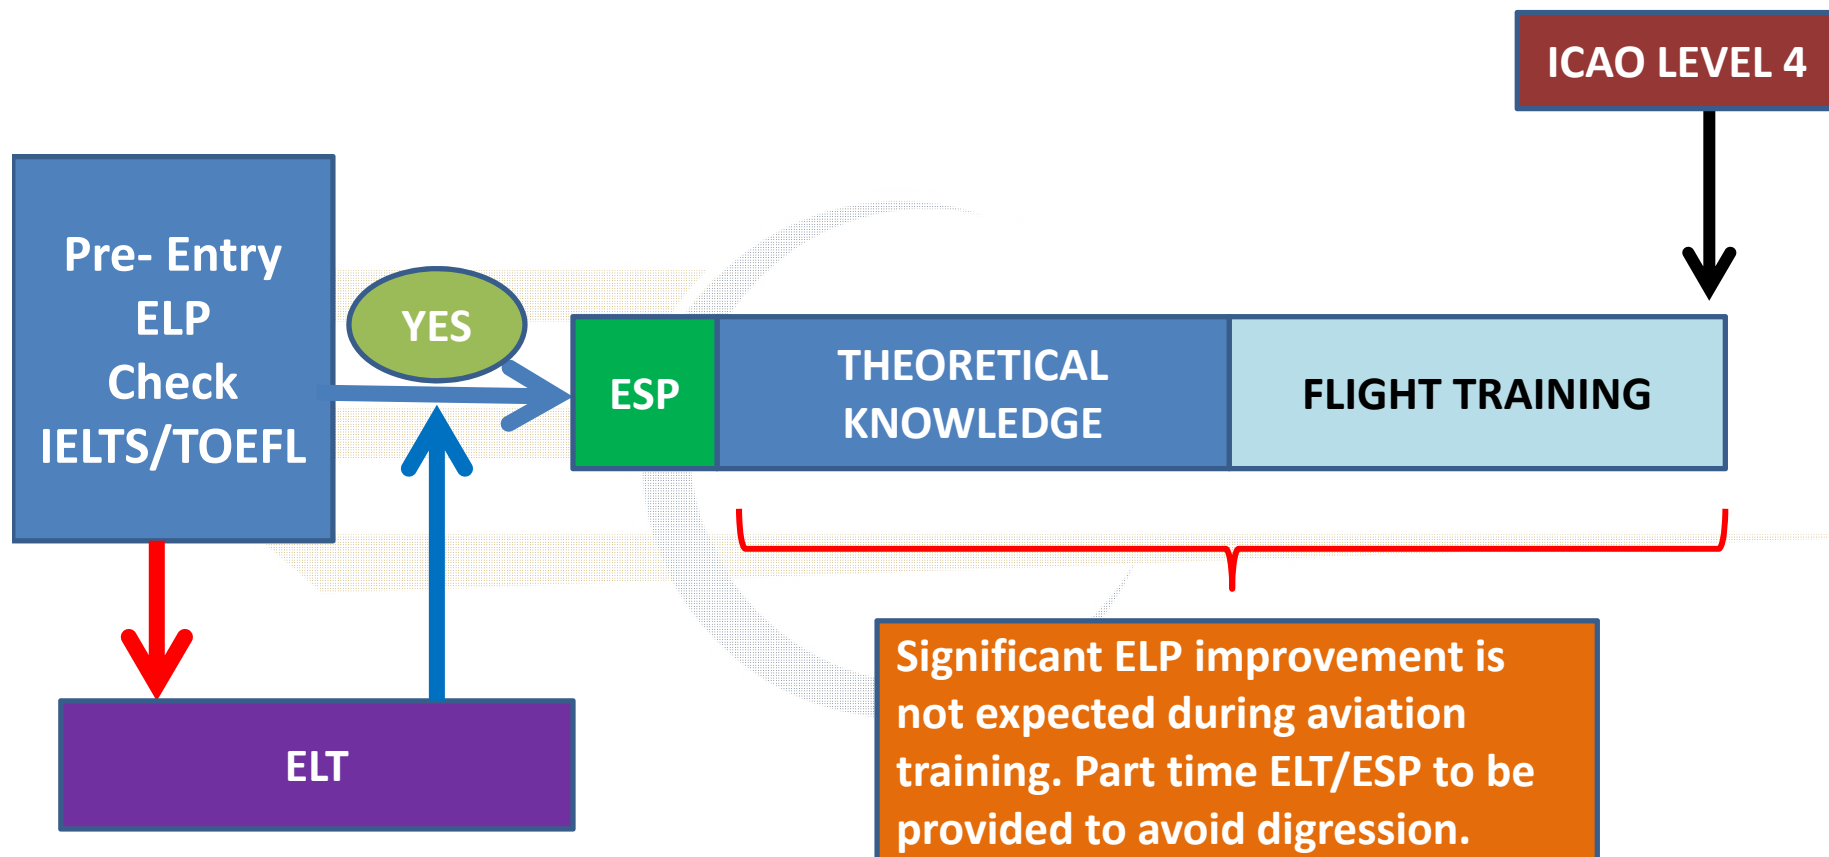 ICAO LEVEL 4
Pre- Entry
ELP
Check
IELTS/TOEFL
YES
ESP
THEORETICAL
KNOWLEDGE
FLIGHT TRAINING
ELT
Significant ELP improvement is
not expected during aviation
training. Part time ELT/ESP to be
provided to avoid digression.